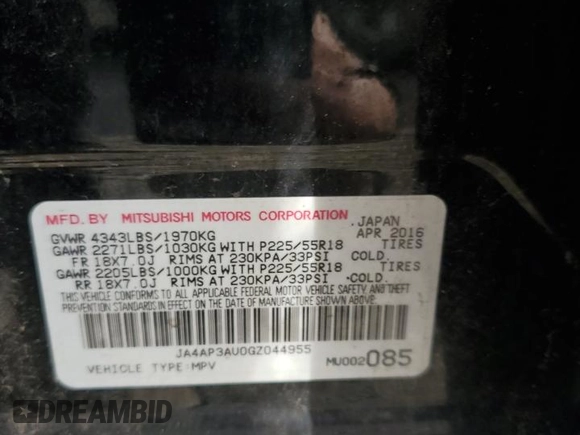 MFD. BY MITSUBISHI MOTORS CORPORATION JAPAN
GVWR 4343LBS/1970KG APR 2016
GAWR 2271LBS/1030KG WITH P225/55R18 TIRES
FR 18X7.0J RIMS AT 230KPA/33PSI COLD.
GAWR 2205LBS/1000KG WITH P225/55R18 TIRES
RR 18X7.0J RIMS AT 230KPA/33PSI COLD.
THIS VEHICLE CONFORMS TO ALL APPLICABLE FEDERAL MOTOR VEHICLE SAFETY AND THEFT
PREVENTION STANDARDS IN EFFECT ON THE DATE OF MANUFACTURE SHOWN ABOVE.
JA4AP3AU0GZ044955
VEHICLE TYPE:MPV MU002085
DREAMBID